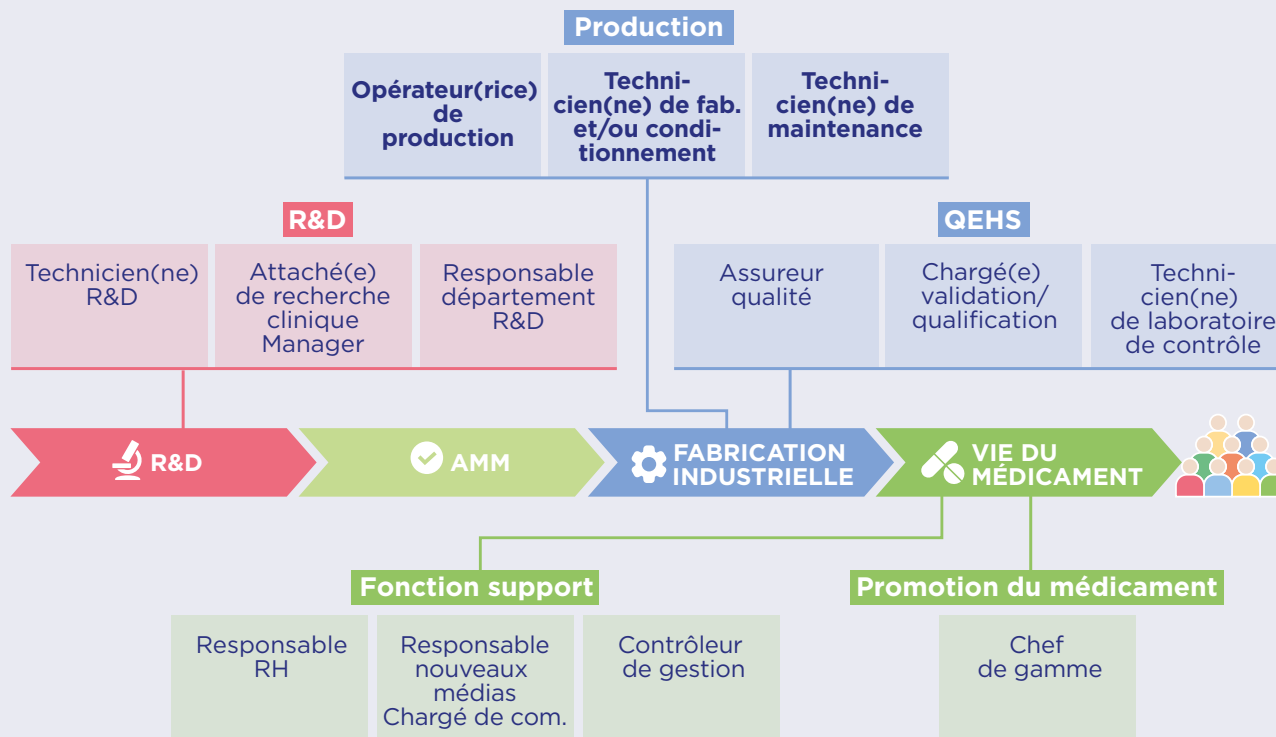 Production
Opérateur(rice)
de
production
Techni-
cien(ne) de fab.
et/ou condi-
tionnement
Techni-
cien(ne) de
maintenance
R&D
Technicien(ne)
R&D
Attaché(e)
de recherche
clinique
Manager
Responsable
département
R&D
QEHS
Assureur
qualité
Chargé(e)
validation/
qualification
Techni-
cien(ne)
de laboratoire
de contrôle
R&D
AMM
FABRICATION
INDUSTRIELLE
VIE DU
MÉDICAMENT
Fonction support
Responsable
RH
Responsable
nouveaux
médias
Chargé de com.
Contrôleur
de gestion
Promotion du médicament
Chef
de gamme